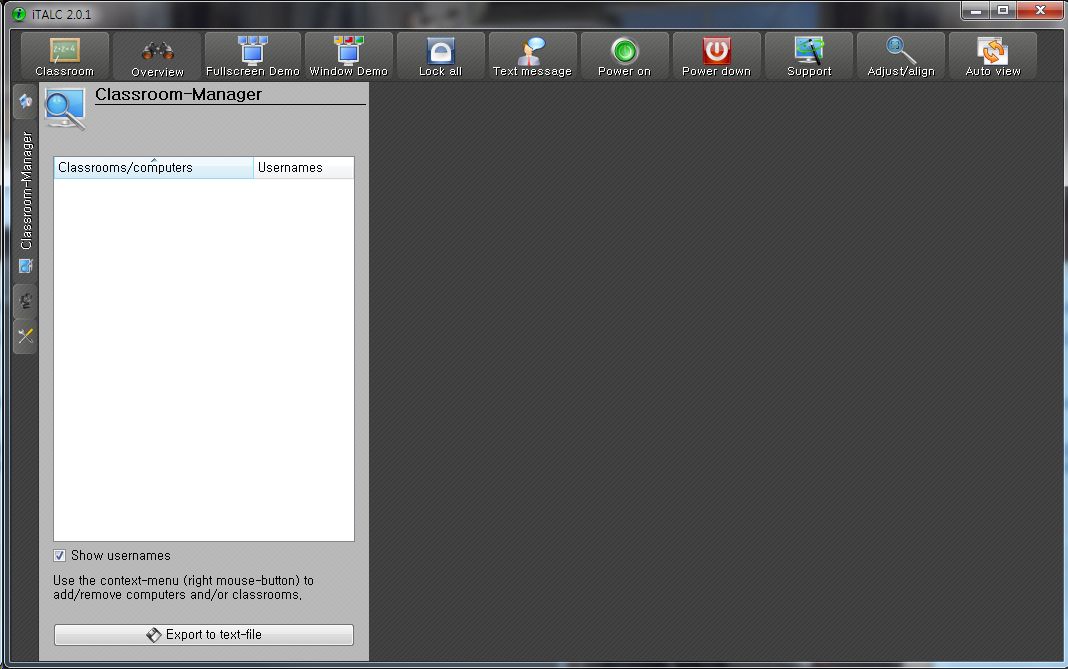 iTALC 2.0.1
Classroom
Overview
Fullscreen Demo
Window Demo
Lock all
Text message
Power on
Power down
Support
Adjust/align
Auto view
Classroom-Manager
Classroom-Manager
Classrooms/computers
Usernames
Show usernames
Use the context-menu (right mouse-button) to
add/remove computers and/or classrooms.
Export to text-file